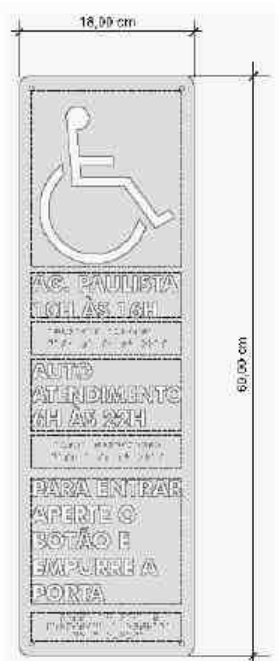 18,00 cm
AG. PAULISTA
10H ÀS 16H
AUTO
ATENDIMENTO
6H ÀS 22H
PARA ENTRAR
APERTE O
BOTÃO E
EMPURRE A
PORTA
60,00 cm